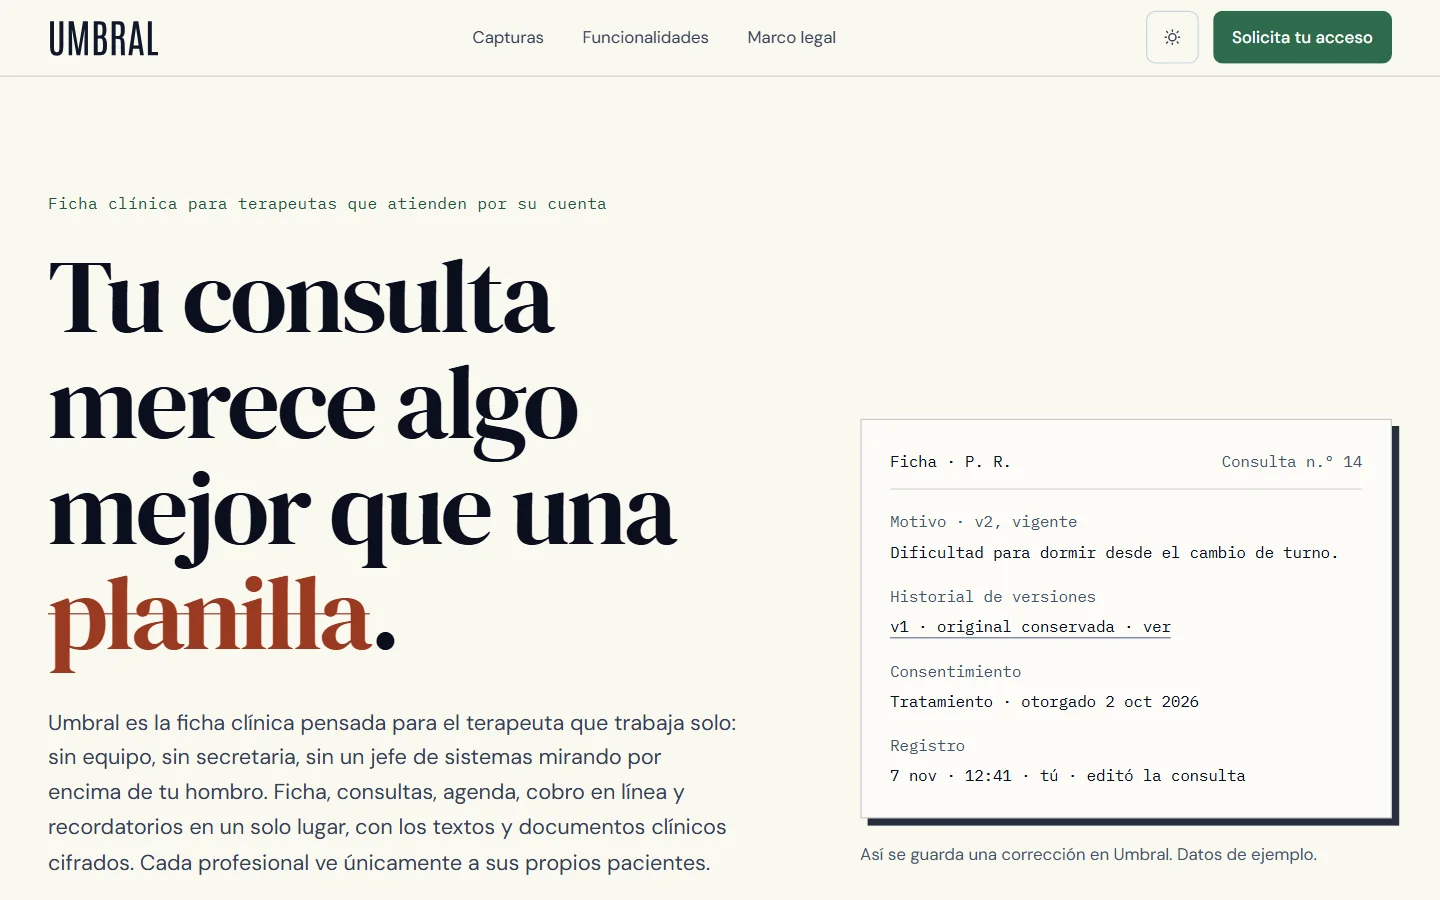 UMBRAL
Capturas
Funcionalidades
Marco legal
Solicita tu acceso
Ficha clínica para terapeutas que atienden por su cuenta
Tu consulta
merece algo
mejor que una
planilla.
Umbral es la ficha clínica pensada para el terapeuta que trabaja solo:
sin equipo, sin secretaria, sin un jefe de sistemas mirando por
encima de tu hombro. Ficha, consultas, agenda, cobro en línea y
recordatorios en un solo lugar, con los textos y documentos clínicos
cifrados. Cada profesional ve únicamente a sus propios pacientes.
Ficha · P. R.
Consulta n.º 14
Motivo · v2, vigente
Dificultad para dormir desde el cambio de turno.
Historial de versiones
v1 · original conservada · ver
Consentimiento
Tratamiento · otorgado 2 oct 2026
Registro
7 nov · 12:41 · tú · editó la consulta
Así se guarda una corrección en Umbral. Datos de ejemplo.